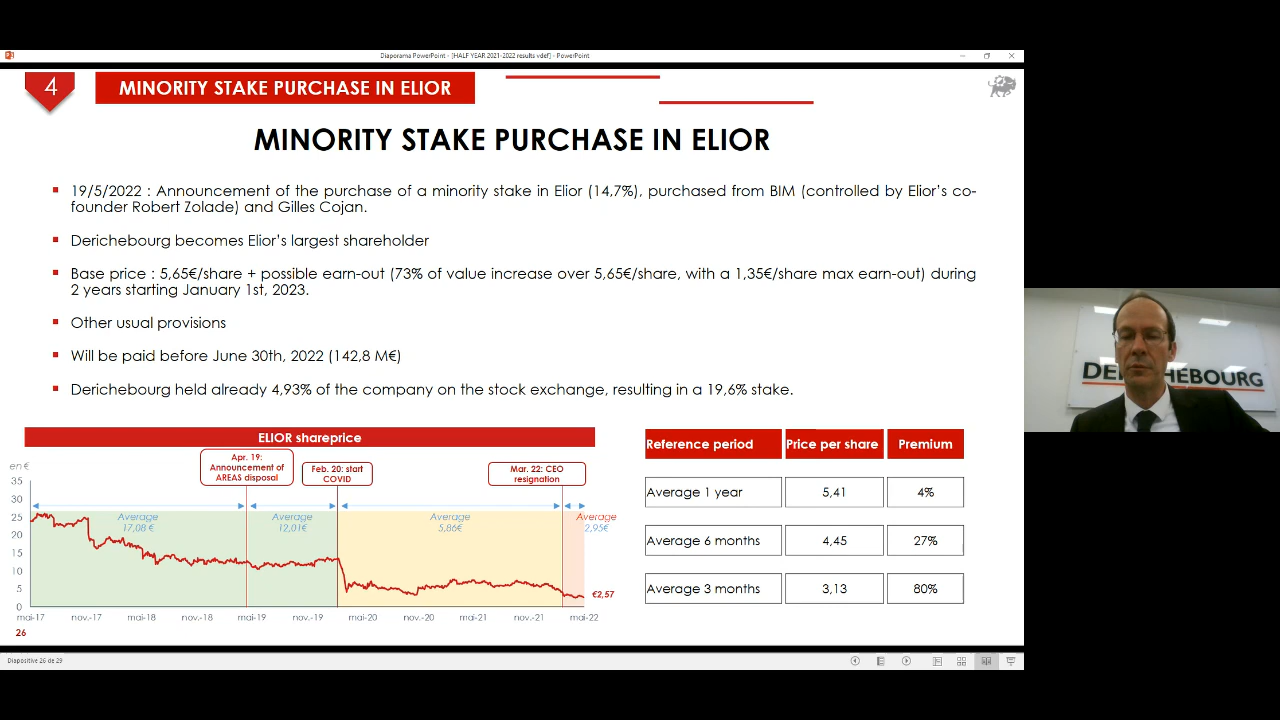 Diaporama PowerPoint - [HALF YEAR 2021-2022 results vdef] - PowerPoint
4
MINORITY STAKE PURCHASE IN ELIOR
MINORITY STAKE PURCHASE IN ELIOR
19/5/2022 : Announcement of the purchase of a minority stake in Elior (14,7%), purchased from BIM (controlled by Elior's co-
founder Robert Zolade) and Gilles Cojan.
Derichebourg becomes Elior's largest shareholder
Base price : 5,65€/share + possible earn-out (73% of value increase over 5,65€/share, with a 1,35€/share max earn-out) during
2 years starting January 1st, 2023.
Other usual provisions
Will be paid before June 30th, 2022 (142,8 M€)
Derichebourg held already 4,93% of the company on the stock exchange, resulting in a 19,6% stake.
ELIOR shareprice
en €
Apr. 19:
Announcement of
AREAS disposal
Feb. 20: start
COVID
Mar. 22: CEO
resignation
35
30
25
20
15
10
5
0
Average
17,08 €
Average
12,01€
Average
5,86€
Average
2,95€
€2,57
mai-17
nov.-17
mai-18
nov.-18
mai-19
nov.-19
mai-20
nov.-20
mai-21
nov.-21
mai-22
Reference period Price per share Premium
Average 1 year 5,41 4%
Average 6 months 4,45 27%
Average 3 months 3,13 80%
26
Diapositive 26 de 29